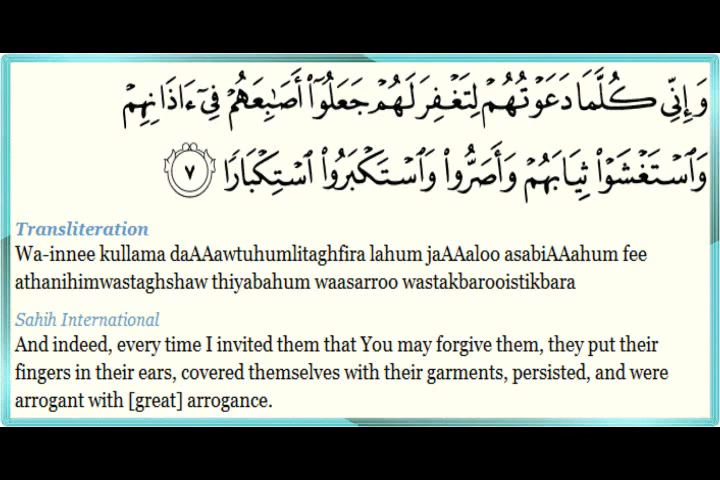 وَإِنِّى كُلَّمَا دَعَوْتُهُمْ لِتَغْفِرَ لَهُمْ جَعَلُوٓا۟ أَصَـٰبِعَهُمْ فِىٓ ءَاذَانِهِمْ
وَٱسْتَغْشَوْا۟ ثِيَابَهُمْ وَأَصَرُّوا۟ وَٱسْتَكْبَرُوا۟ ٱسْتِكْبَارًا ٧
Transliteration
Wa-innee kullama daAAawtuhumlitaghfira lahum jaAAaloo asabiAAahum fee
athanihimwastaghshaw thiyabahum waasarroo wastakbarooistikbara
Sahih International
And indeed, every time I invited them that You may forgive them, they put their
fingers in their ears, covered themselves with their garments, persisted, and were
arrogant with [great] arrogance.